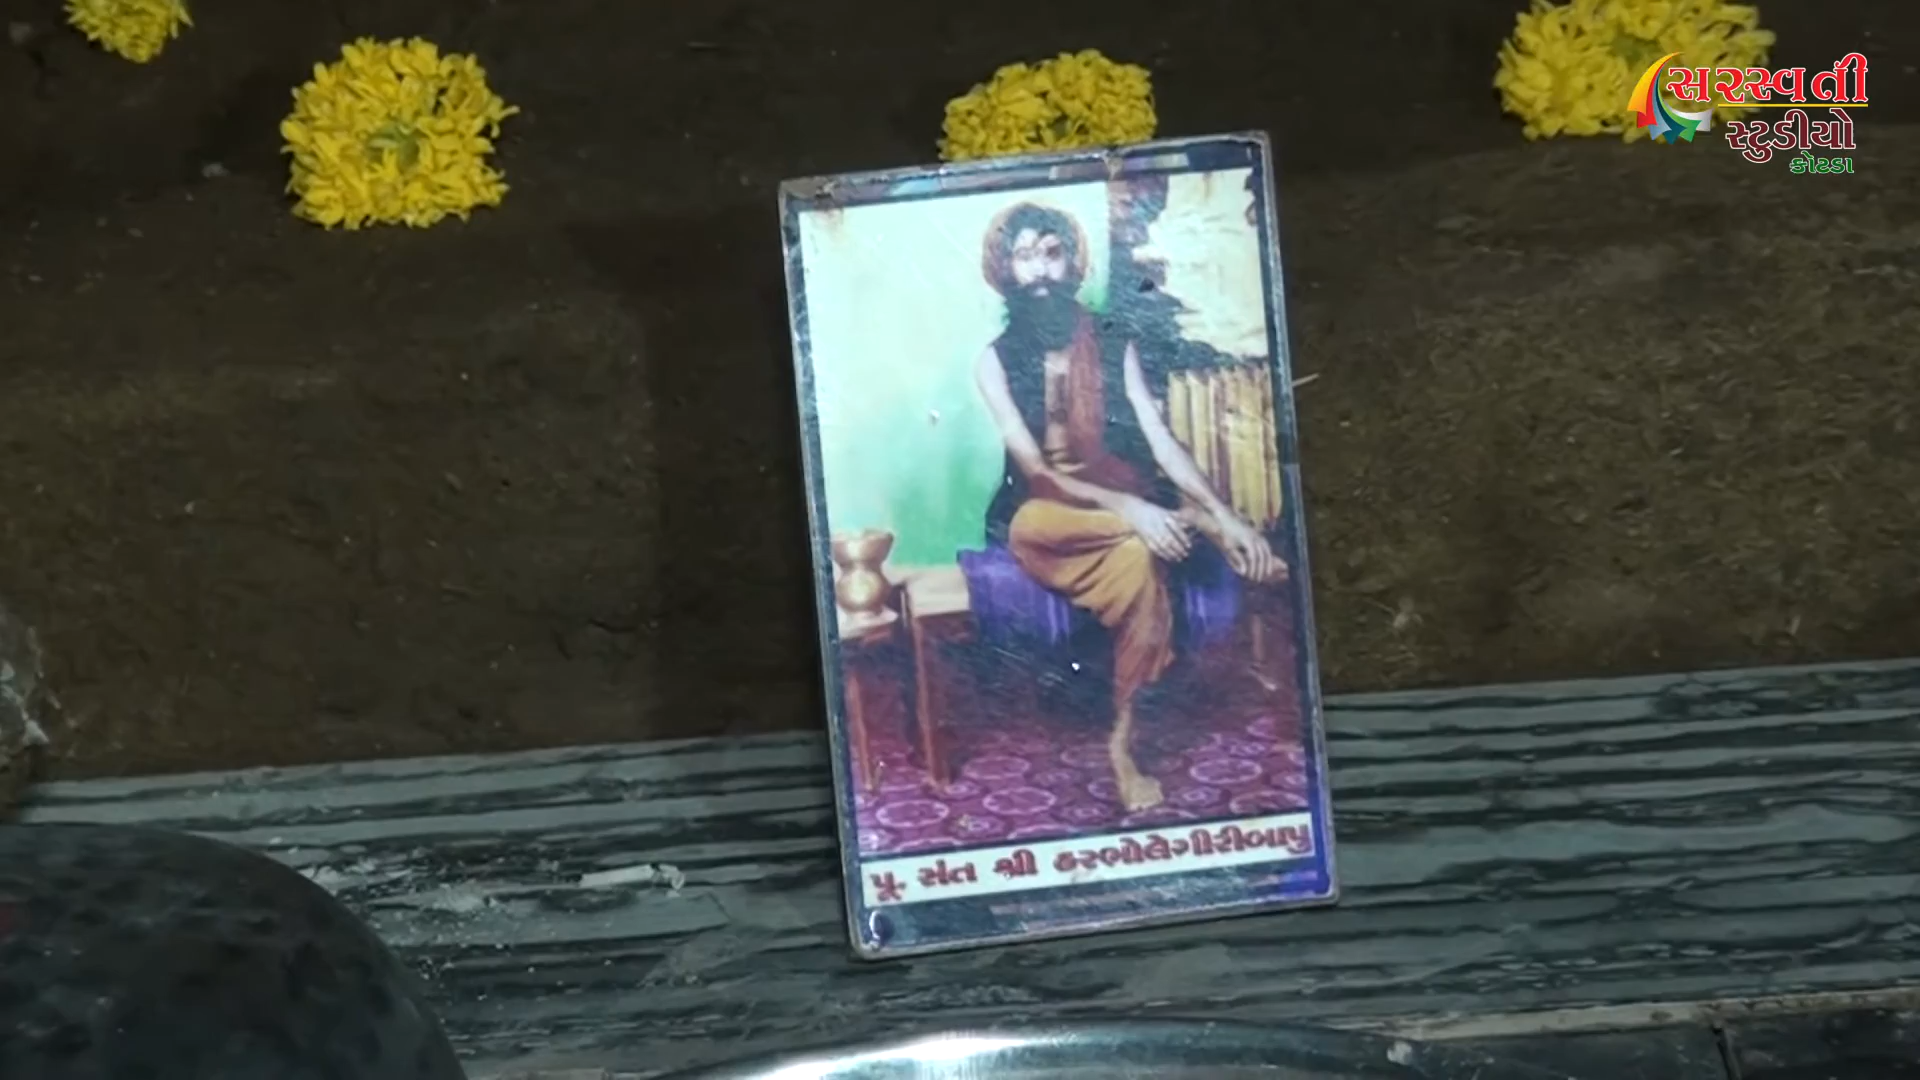 સરસ્વતી
સ્ટુડીયો
કોટડા
પૂ. સંત શ્રી હરભોલેગીરીબાપુ